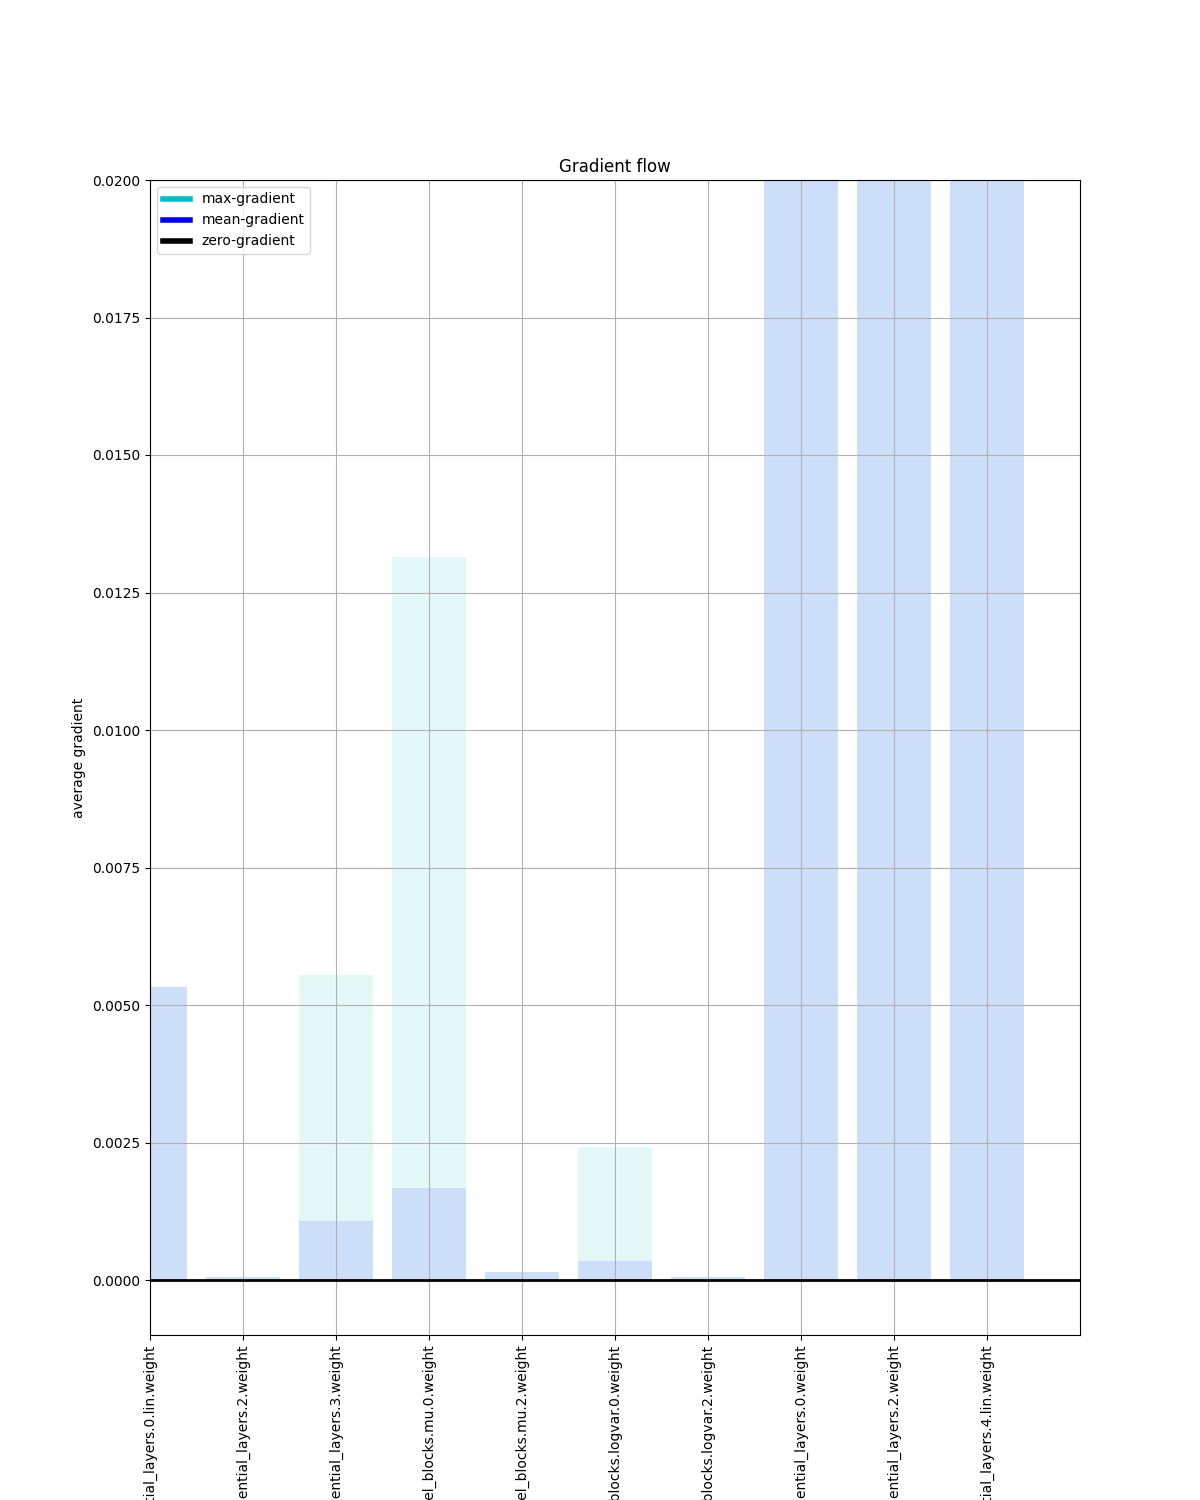 Gradient flow
max-gradient
mean-gradient
zero-gradient
0.0200
0.0175
0.0150
0.0125
0.0100
0.0075
0.0050
0.0025
0.0000
average gradient
tial_layers.0.lin.weight
ential_layers.2.weight
ential_layers.3.weight
el_blocks.mu.0.weight
el_blocks.mu.2.weight
blocks.logvar.0.weight
blocks.logvar.2.weight
ential_layers.0.weight
ential_layers.2.weight
tial_layers.4.lin.weight